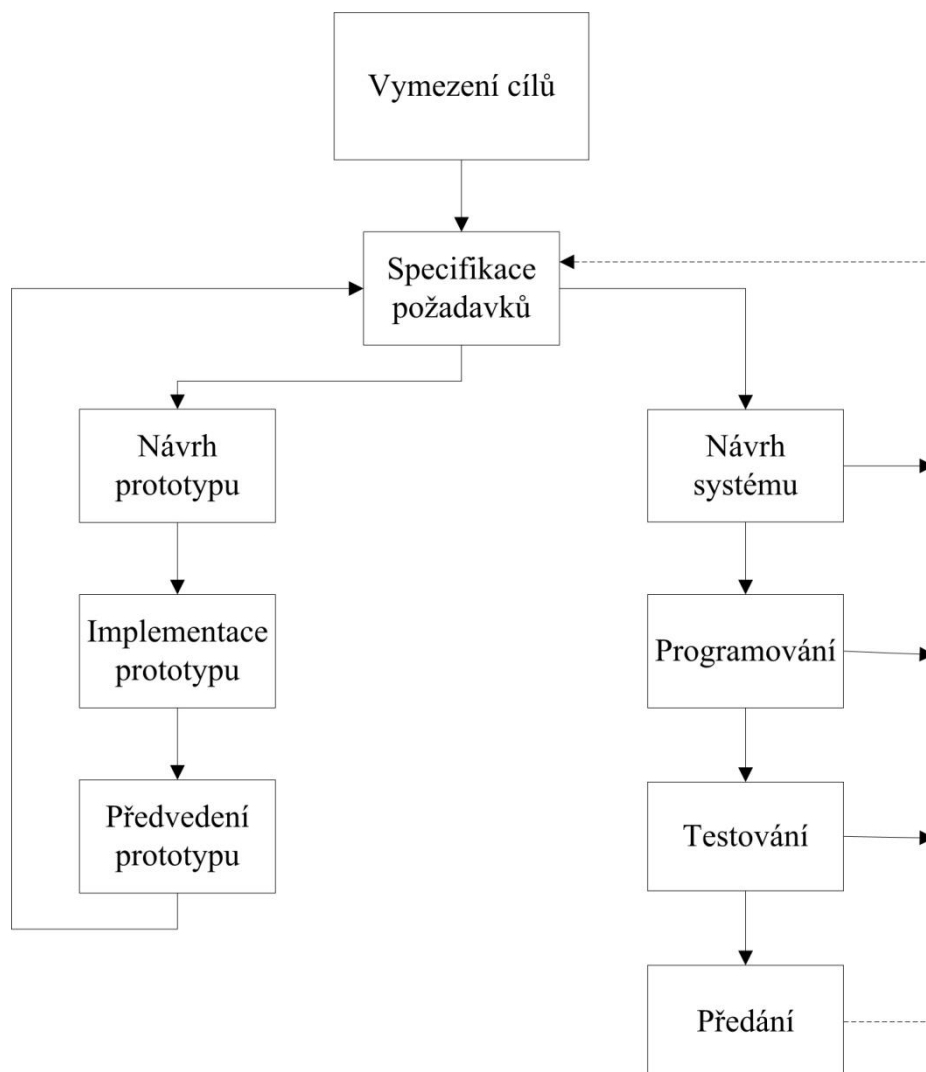 Vymezení cílů
Specifikace
požadavků
Návrh
prototypu
Implementace
prototypu
Předvedení
prototypu
Návrh
systému
Programování
Testování
Předání